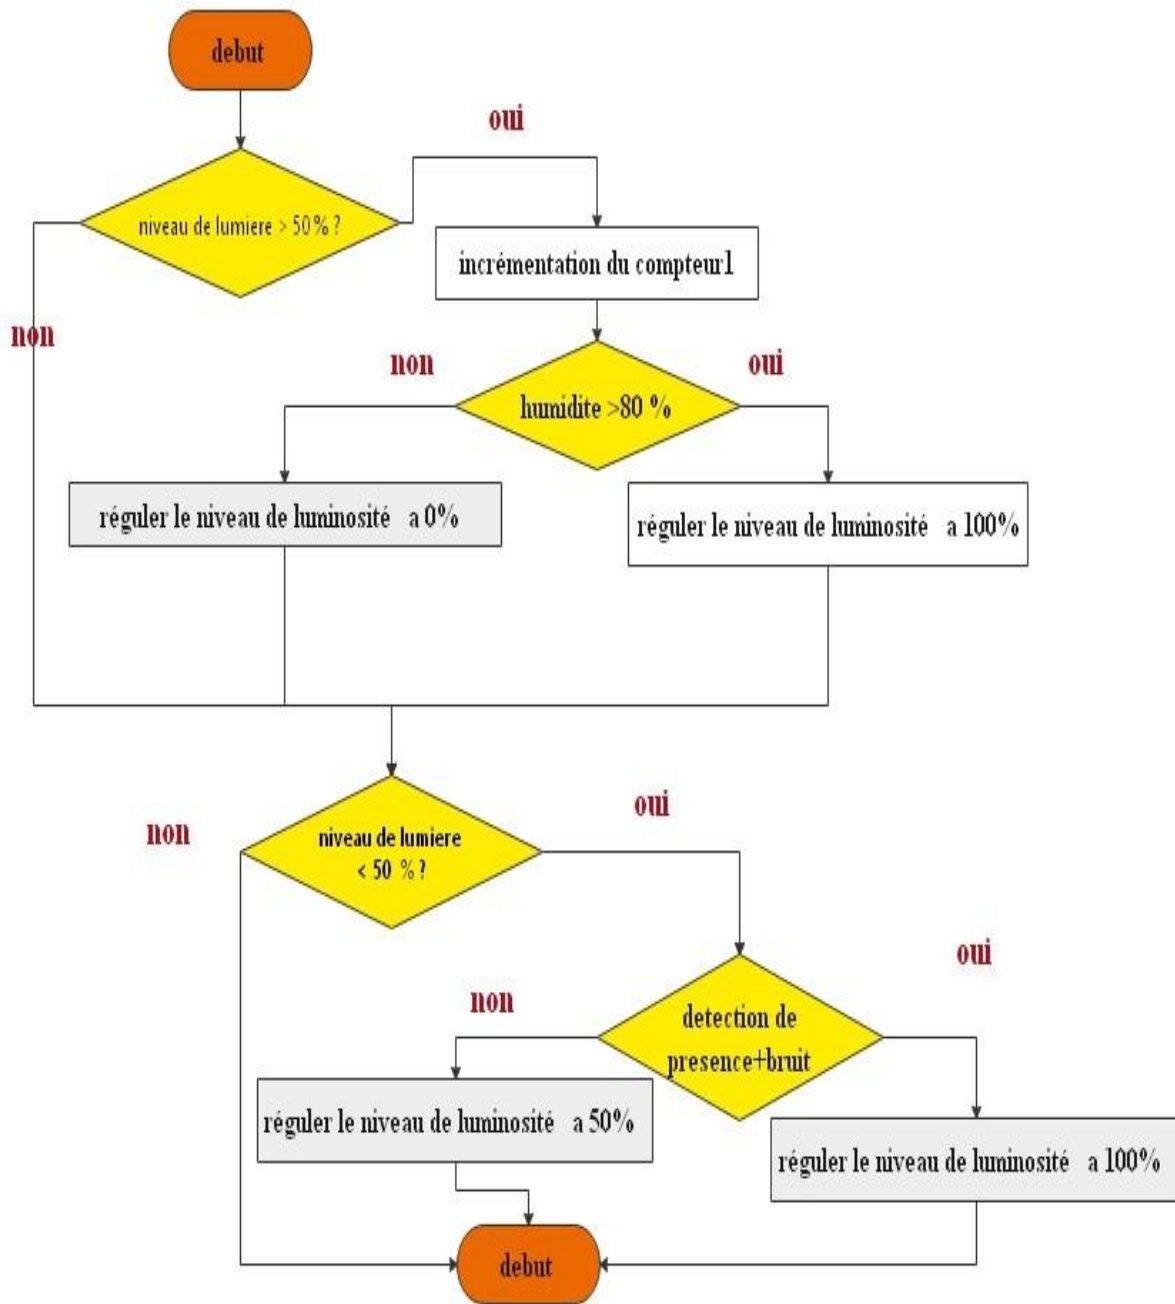 debut
oui
niveau de lumiere > 50% ?
incrémentation du compteur1
non
non
oui
humidite >80 %
réguler le niveau de luminosité a 0%
réguler le niveau de luminosité a 100%
non
oui
niveau de lumiere
< 50 % ?
oui
non
detection de
presence+bruit
réguler le niveau de luminosité a 50%
réguler le niveau de luminosité a 100%
debut